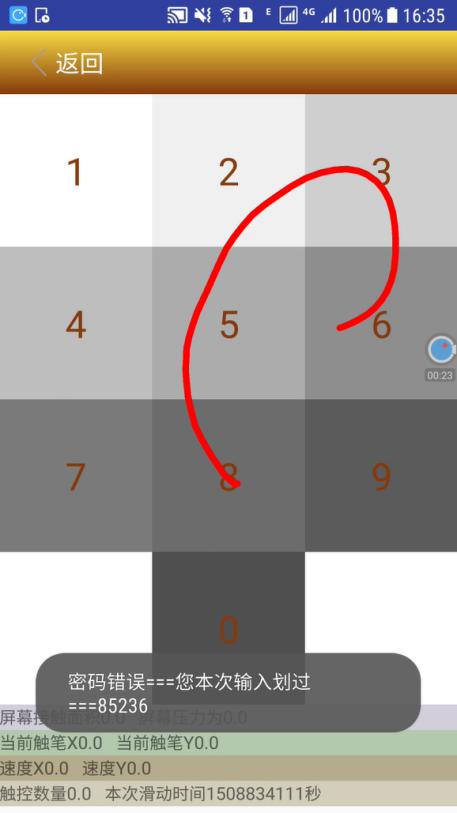 1 E 4G 100% 16:35
返回
1 2 3
4 5 6
00:23
7 8 9
0
密码错误===您本次输入划过
===85236
屏幕接触面积0.0 屏幕压力为0.0
当前触笔X0.0 当前触笔Y0.0
速度X0.0 速度Y0.0
触控数量0.0 本次滑动时间1508834111秒